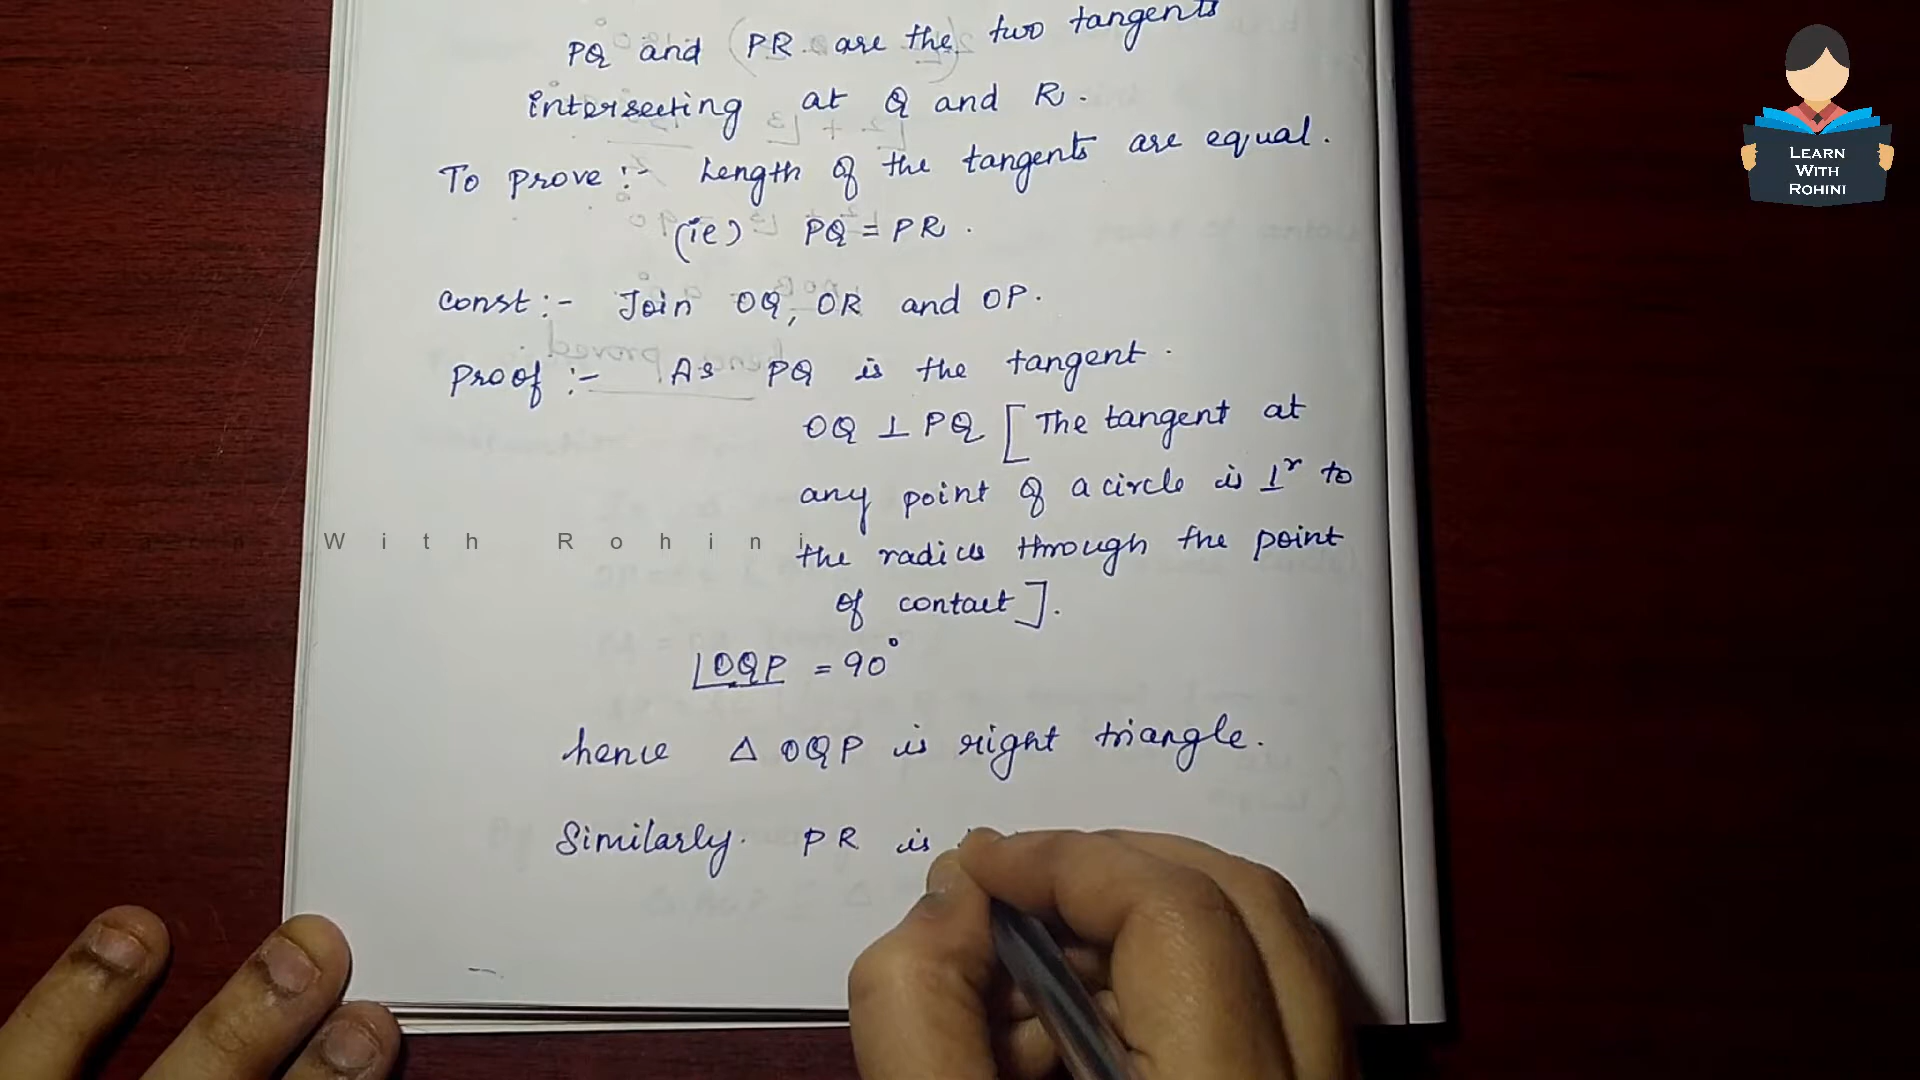 PQ and PR are the two tangents
intersecting at Q and R.
To prove :- Length of the tangents are equal.
(ie) PQ = PR.
Const :- Join OQ, OR and OP.
Proof :- As PQ is the tangent.
OQ ⊥ PQ [The tangent at
any point of a circle is ⊥r to
the radius through the point
of contact].
∠OQP = 90°
hence △ OQP is right triangle.
Similarly. PR is
LEARN
WITH
ROHINI
With Rohini